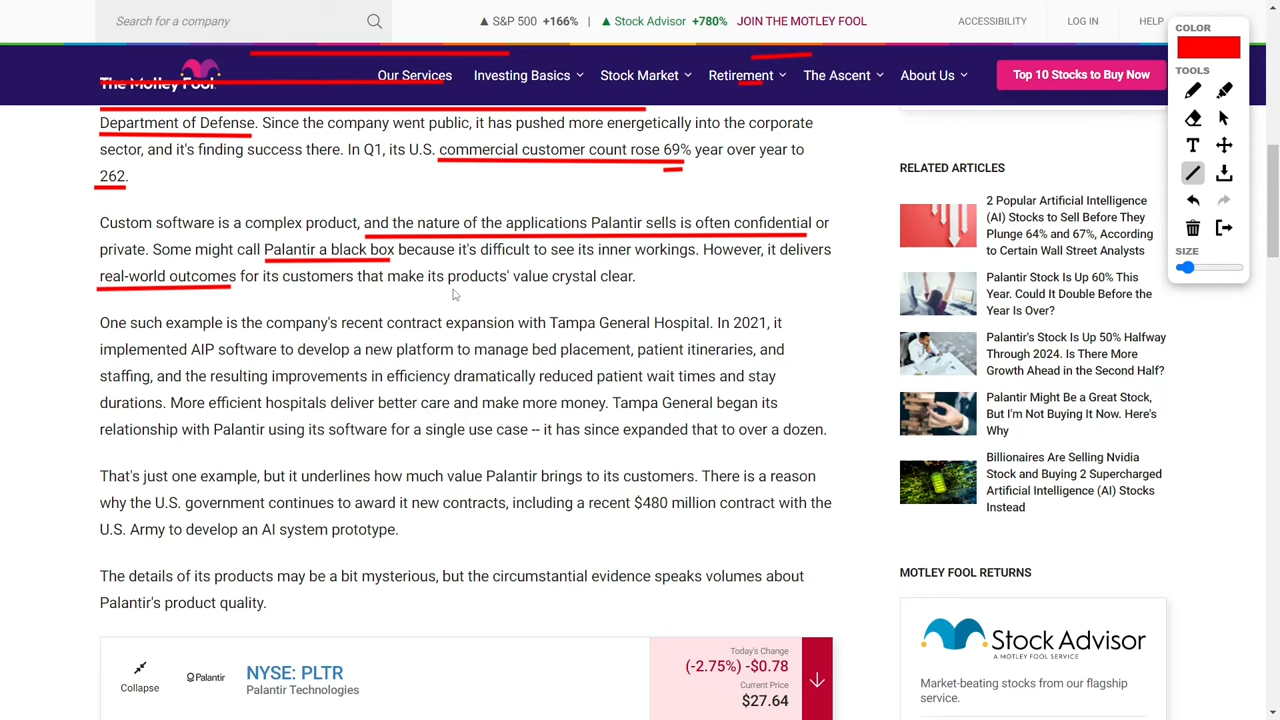 Search for a company
▲ S&P 500 +166% | ▲ Stock Advisor +780% JOIN THE MOTLEY FOOL
ACCESSIBILITY LOG IN HELP
The Motley Fool
Our Services Investing Basics Stock Market Retirement The Ascent About Us
Top 10 Stocks to Buy Now
Department of Defense. Since the company went public, it has pushed more energetically into the corporate
sector, and it's finding success there. In Q1, its U.S. commercial customer count rose 69% year over year to
262.
Custom software is a complex product, and the nature of the applications Palantir sells is often confidential or
private. Some might call Palantir a black box because it's difficult to see its inner workings. However, it delivers
real-world outcomes for its customers that make its products' value crystal clear.
One such example is the company's recent contract expansion with Tampa General Hospital. In 2021, it
implemented AIP software to develop a new platform to manage bed placement, patient itineraries, and
staffing, and the resulting improvements in efficiency dramatically reduced patient wait times and stay
durations. More efficient hospitals deliver better care and make more money. Tampa General began its
relationship with Palantir using its software for a single use case -- it has since expanded that to over a dozen.
That's just one example, but it underlines how much value Palantir brings to its customers. There is a reason
why the U.S. government continues to award it new contracts, including a recent $480 million contract with the
U.S. Army to develop an AI system prototype.
The details of its products may be a bit mysterious, but the circumstantial evidence speaks volumes about
Palantir's product quality.
Collapse
Palantir
NYSE: PLTR
Palantir Technologies
Today's Change
(-2.75%) -$0.78
Current Price
$27.64
RELATED ARTICLES
2 Popular Artificial Intelligence
(AI) Stocks to Sell Before They
Plunge 64% and 67%, According
to Certain Wall Street Analysts
Palantir Stock Is Up 60% This
Year. Could It Double Before the
Year Is Over?
Palantir's Stock Is Up 50% Halfway
Through 2024. Is There More
Growth Ahead in the Second Half?
Palantir Might Be a Great Stock,
But I'm Not Buying It Now. Here's
Why
Billionaires Are Selling Nvidia
Stock and Buying 2 Supercharged
Artificial Intelligence (AI) Stocks
Instead
MOTLEY FOOL RETURNS
Stock Advisor
A MOTLEY FOOL SERVICE
Market-beating stocks from our flagship
service.
COLOR
TOOLS
T
SIZE